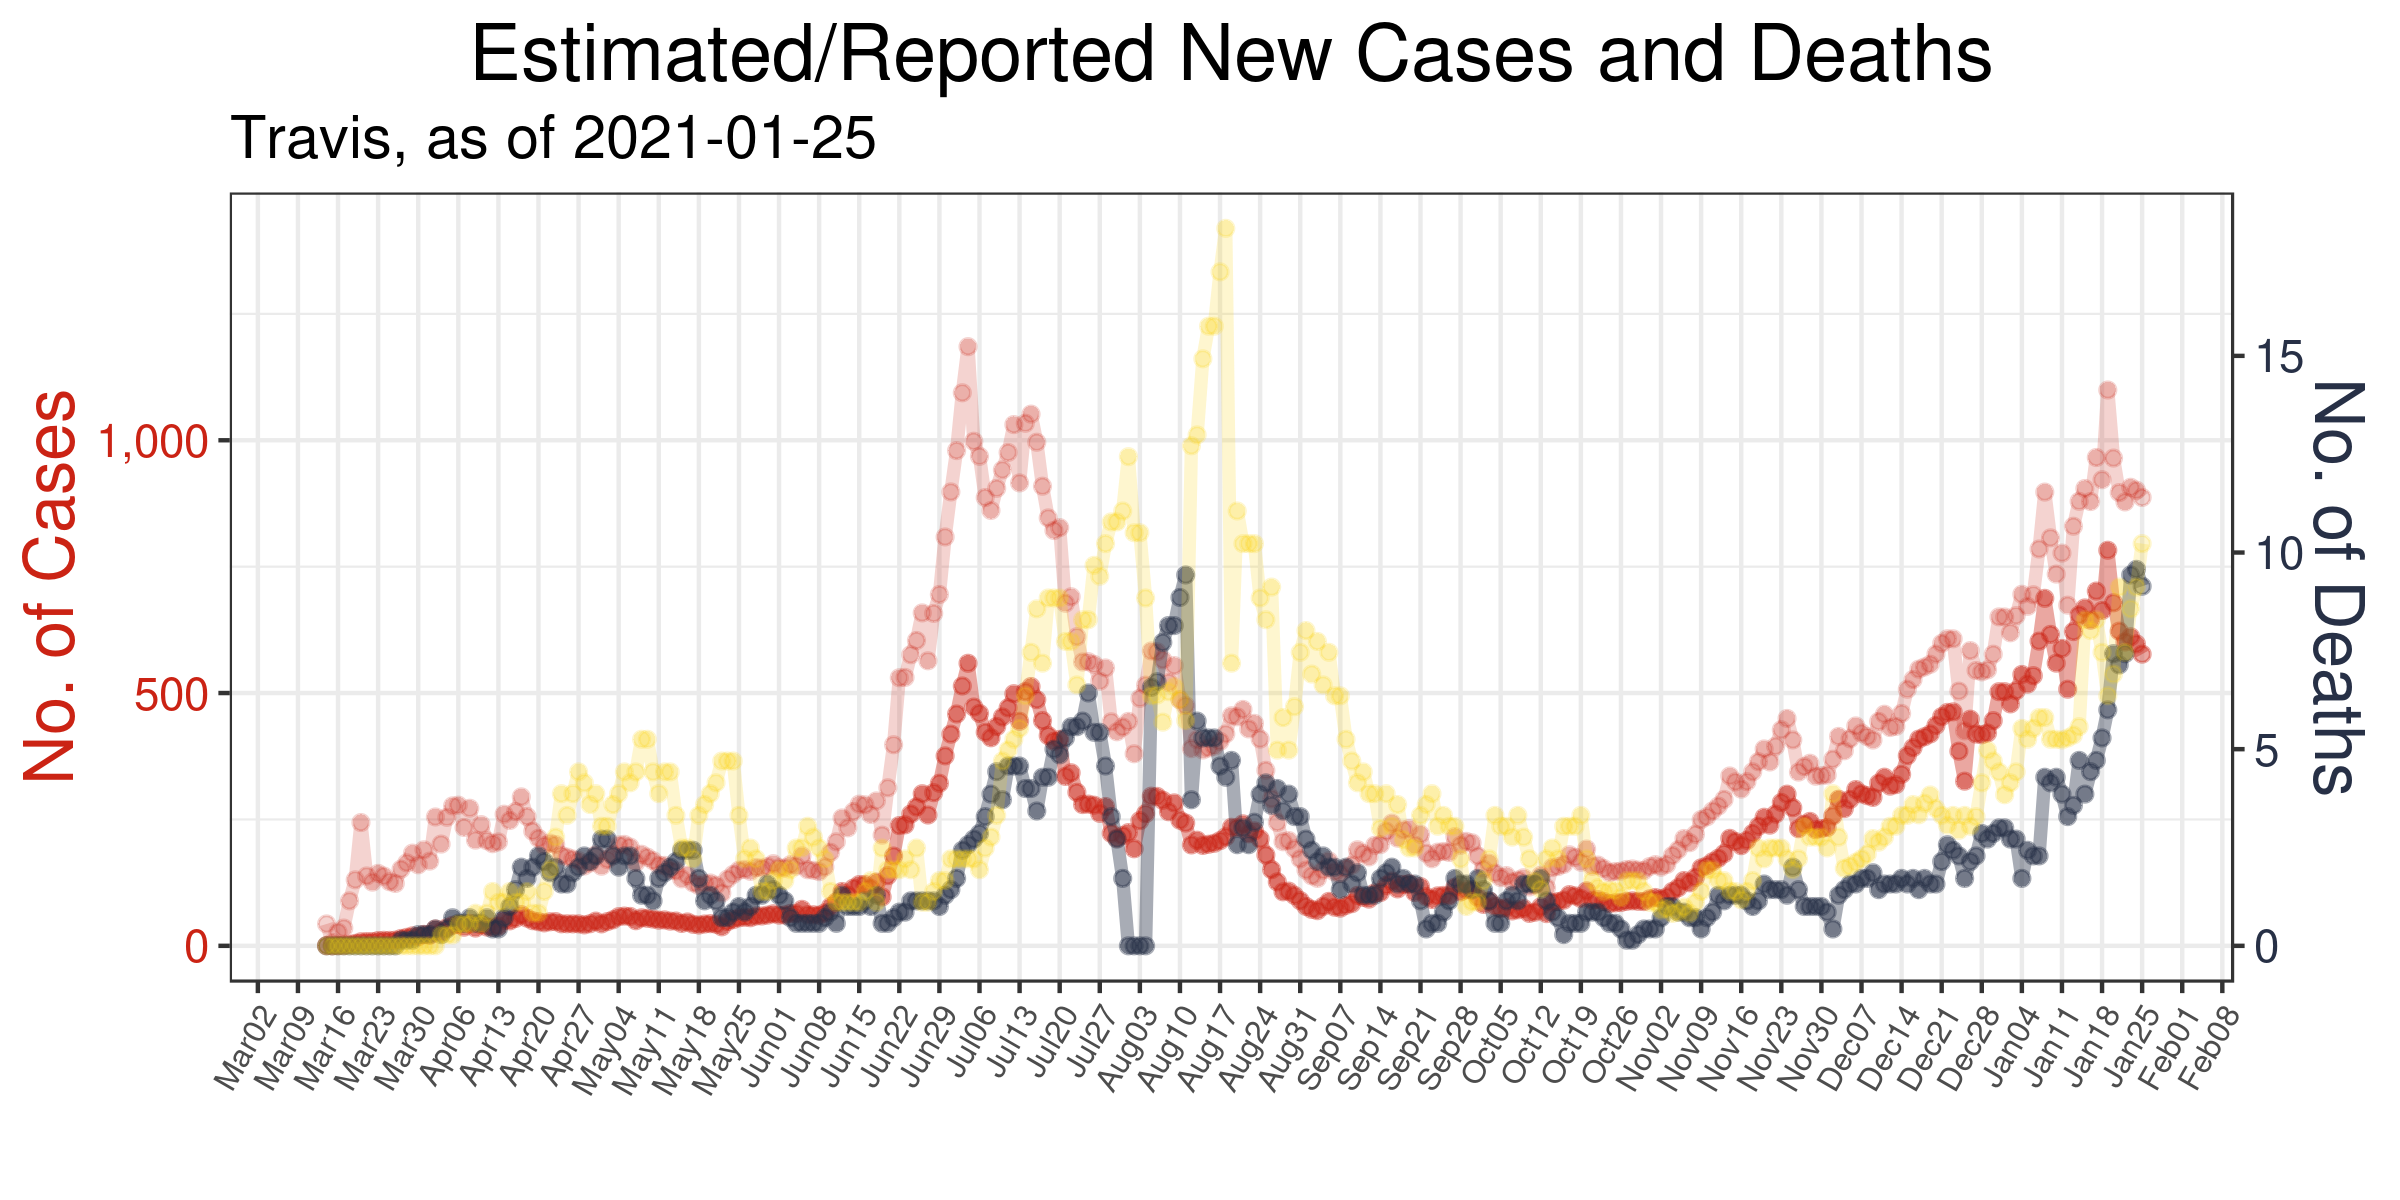 Estimated/Reported New Cases and Deaths
Travis, as of 2021-01-25
No. of Cases
1,000
500
0
15
10
5
0
No. of Deaths
Mar02 Mar09 Mar16 Mar23 Mar30 Apr06 Apr13 Apr20 Apr27 May04 May11 May18 May25 Jun01 Jun08 Jun15 Jun22 Jun29 Jul06 Jul13 Jul20 Jul27 Aug03 Aug10 Aug17 Aug24 Aug31 Sep07 Sep14 Sep21 Sep28 Oct05 Oct12 Oct19 Oct26 Nov02 Nov09 Nov16 Nov23 Nov30 Dec07 Dec14 Dec21 Dec28 Jan04 Jan11 Jan18 Jan25 Feb01 Feb08